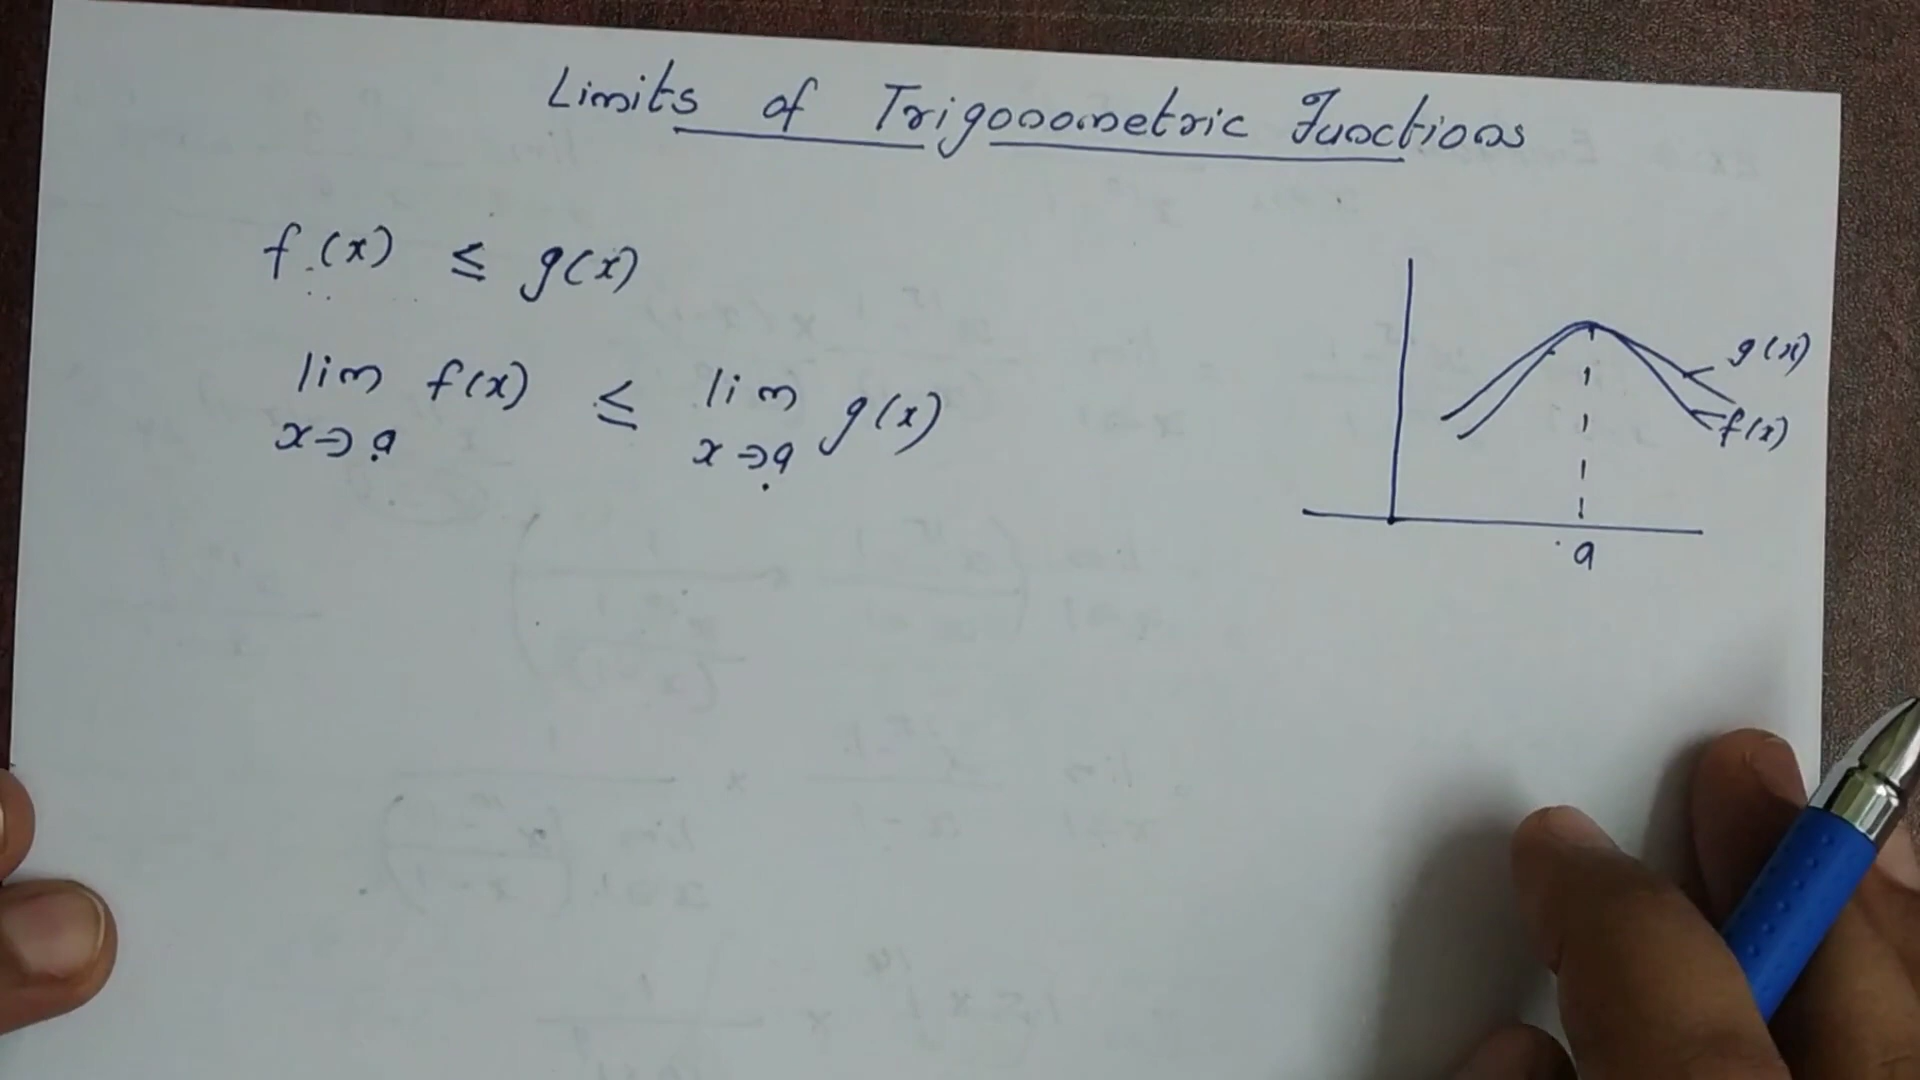 Limits of Trigonometric Functions
f(x) ≤ g(x)
lim f(x) ≤ lim g(x)
x→a x→a
g(x)
f(x)
a